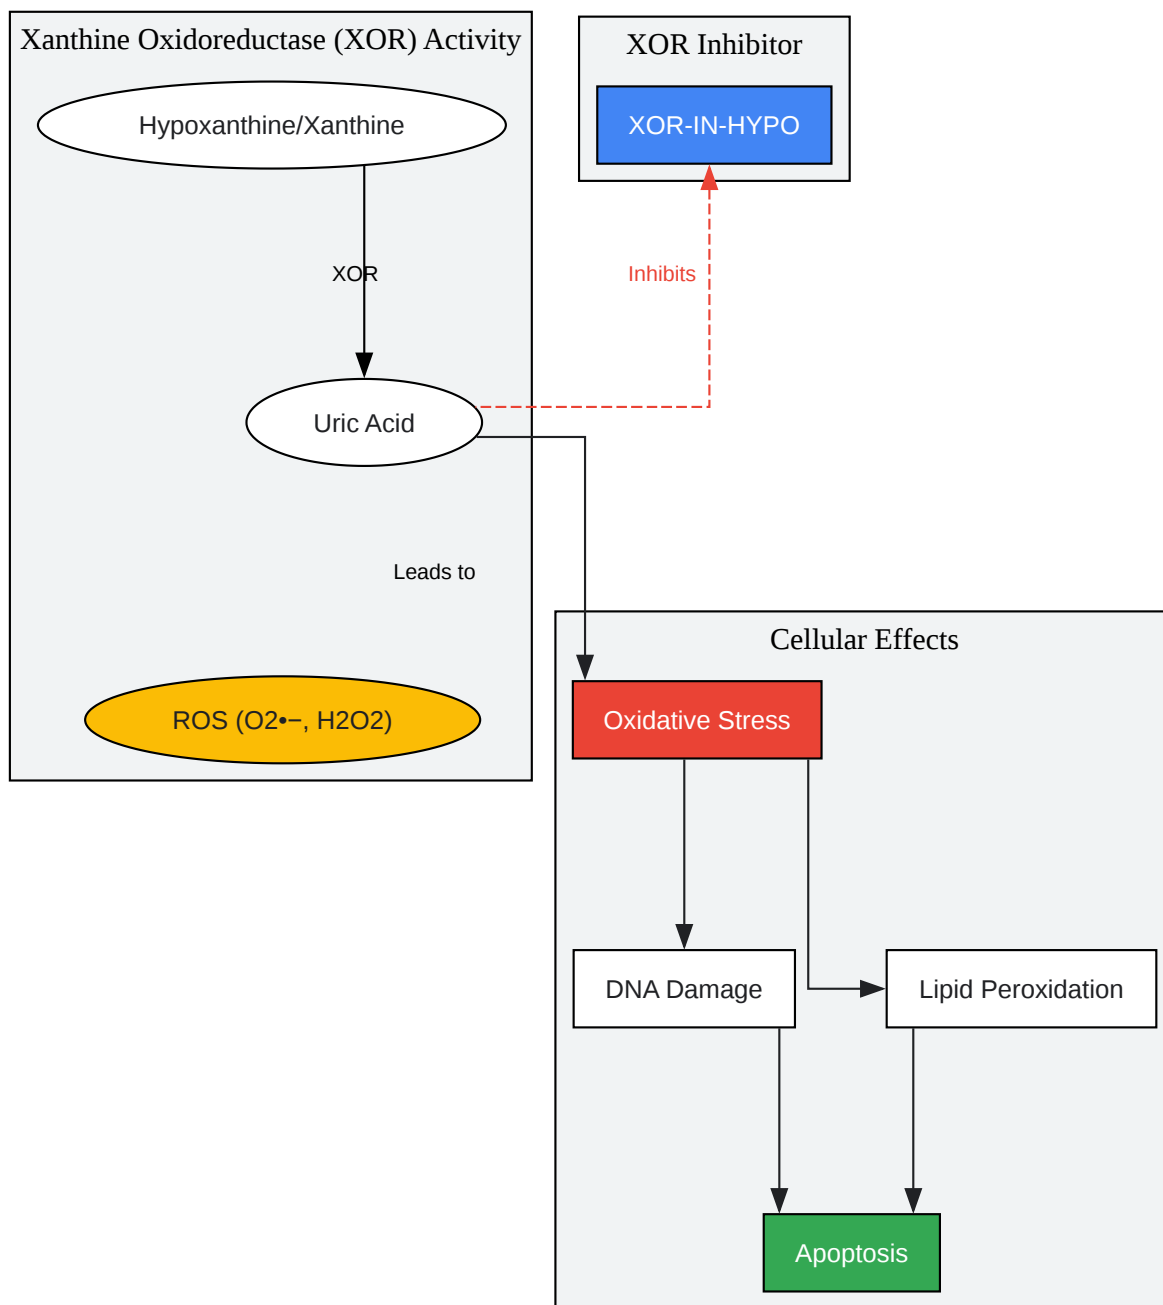 Xanthine Oxidoreductase (XOR) Activity
Hypoxanthine/Xanthine
XOR
Uric Acid
Leads to
ROS (O2•−, H2O2)
XOR Inhibitor
XOR-IN-HYPO
Inhibits
Cellular Effects
Oxidative Stress
DNA Damage
Lipid Peroxidation
Apoptosis